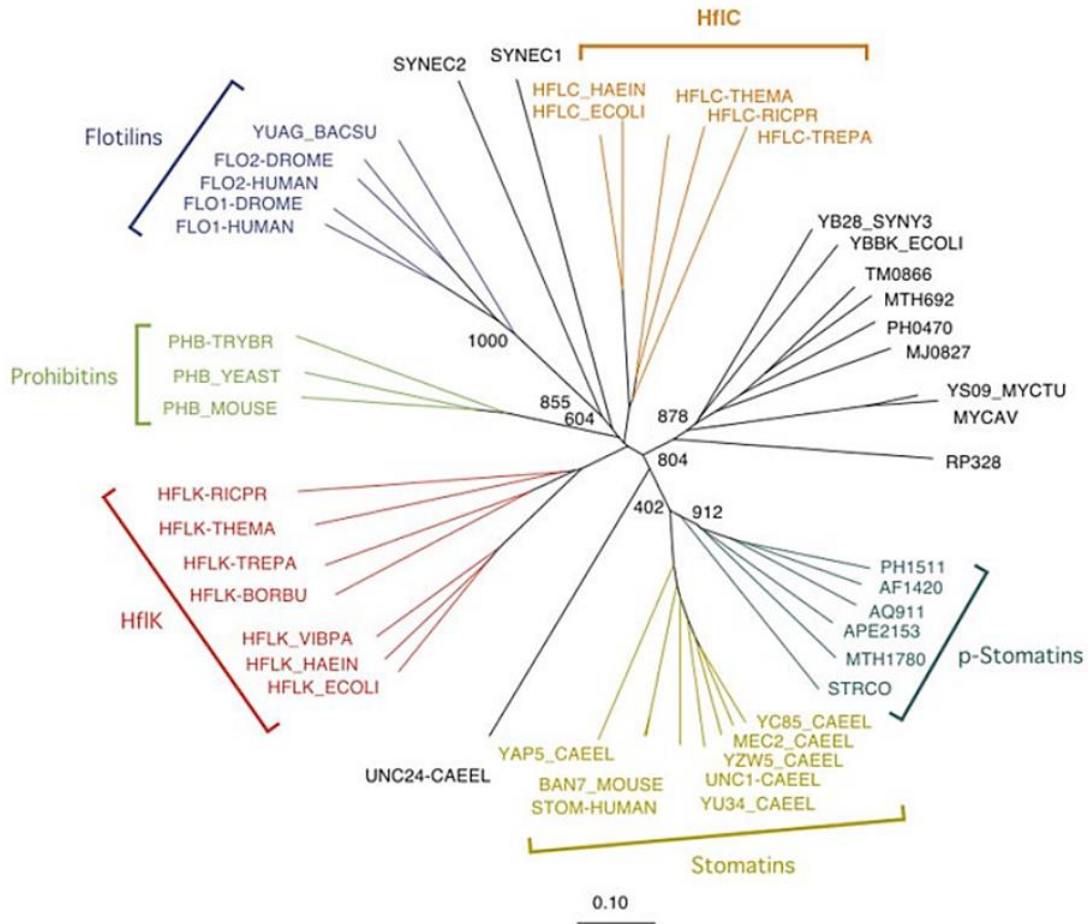 HflC
SYNEC2
SYNEC1
HFLC_HAEIN
HFLC_ECOLI
HFLC-THEMA
HFLC-RICPR
HFLC-TREPA
Flotilins
YUAG_BACSU
FLO2-DROME
FLO2-HUMAN
FLO1-DROME
FLO1-HUMAN
YB28_SYNY3
YBBK_ECOLI
TM0866
MTH692
PH0470
MJ0827
YS09_MYCTU
MYCAV
RP328
1000
Prohibitins
PHB-TRYBR
PHB_YEAST
PHB_MOUSE
855
604
878
804
402
912
HflK
HFLK-RICPR
HFLK-THEMA
HFLK-TREPA
HFLK-BORBU
HFLK_VIBPA
HFLK_HAEIN
HFLK_ECOLI
PH1511
AF1420
AQ911
APE2153
MTH1780
STRCO
p-Stomatins
UNC24-CAEEL
YAP5_CAEEL
BAN7_MOUSE
STOM-HUMAN
YC85_CAEEL
MEC2_CAEEL
YZW5_CAEEL
UNC1-CAEEL
YU34_CAEEL
Stomatins
0.10